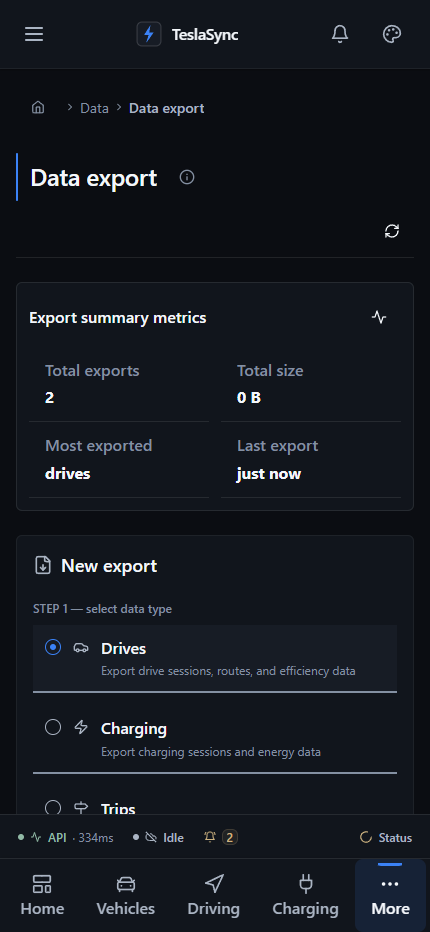 TeslaSync
Data
Data export
Data export
Export summary metrics
Total exports
2
Total size
0 B
Most exported
drives
Last export
just now
New export
STEP 1 — select data type
Drives
Export drive sessions, routes, and efficiency data
Charging
Export charging sessions and energy data
Trips
API · 334ms
Idle
2
Status
Home
Vehicles
Driving
Charging
More